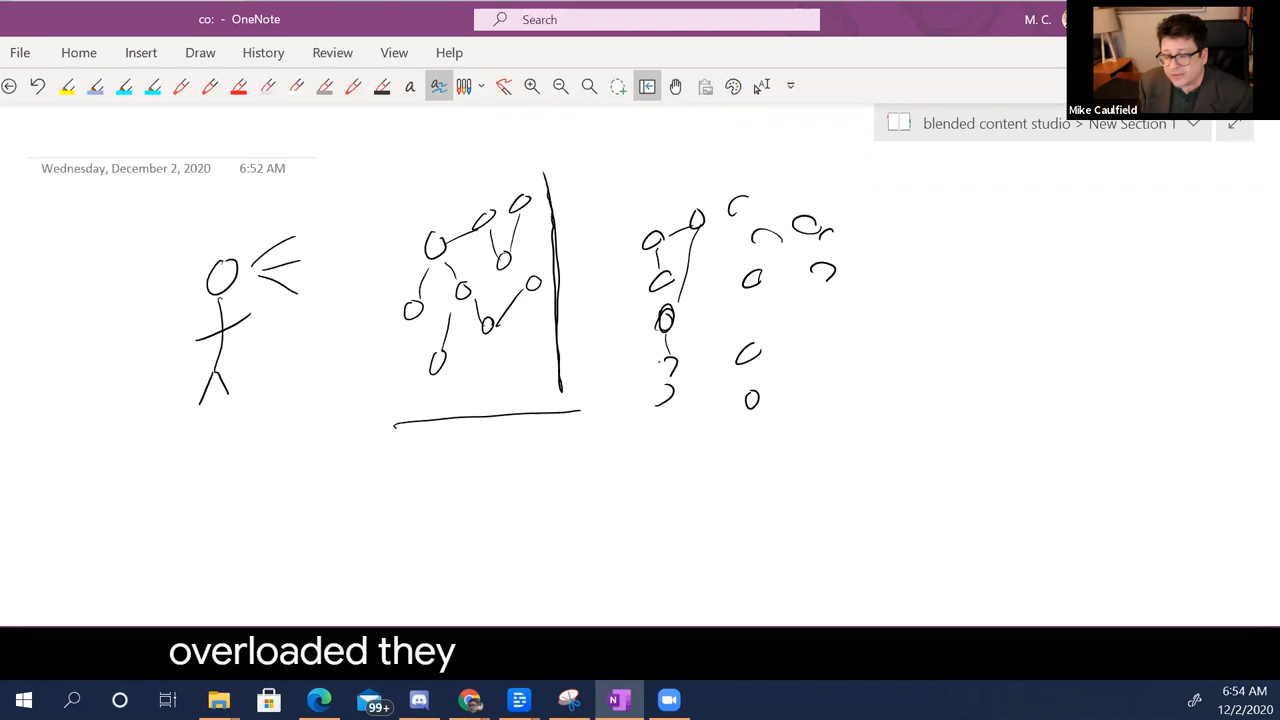 co: - OneNote
Search
M. C.
File Home Insert Draw History Review View Help
Mike Caulfield
blended content studio > New Section 1
Wednesday, December 2, 2020 6:52 AM
overloaded they
99+
6:54 AM
12/2/2020